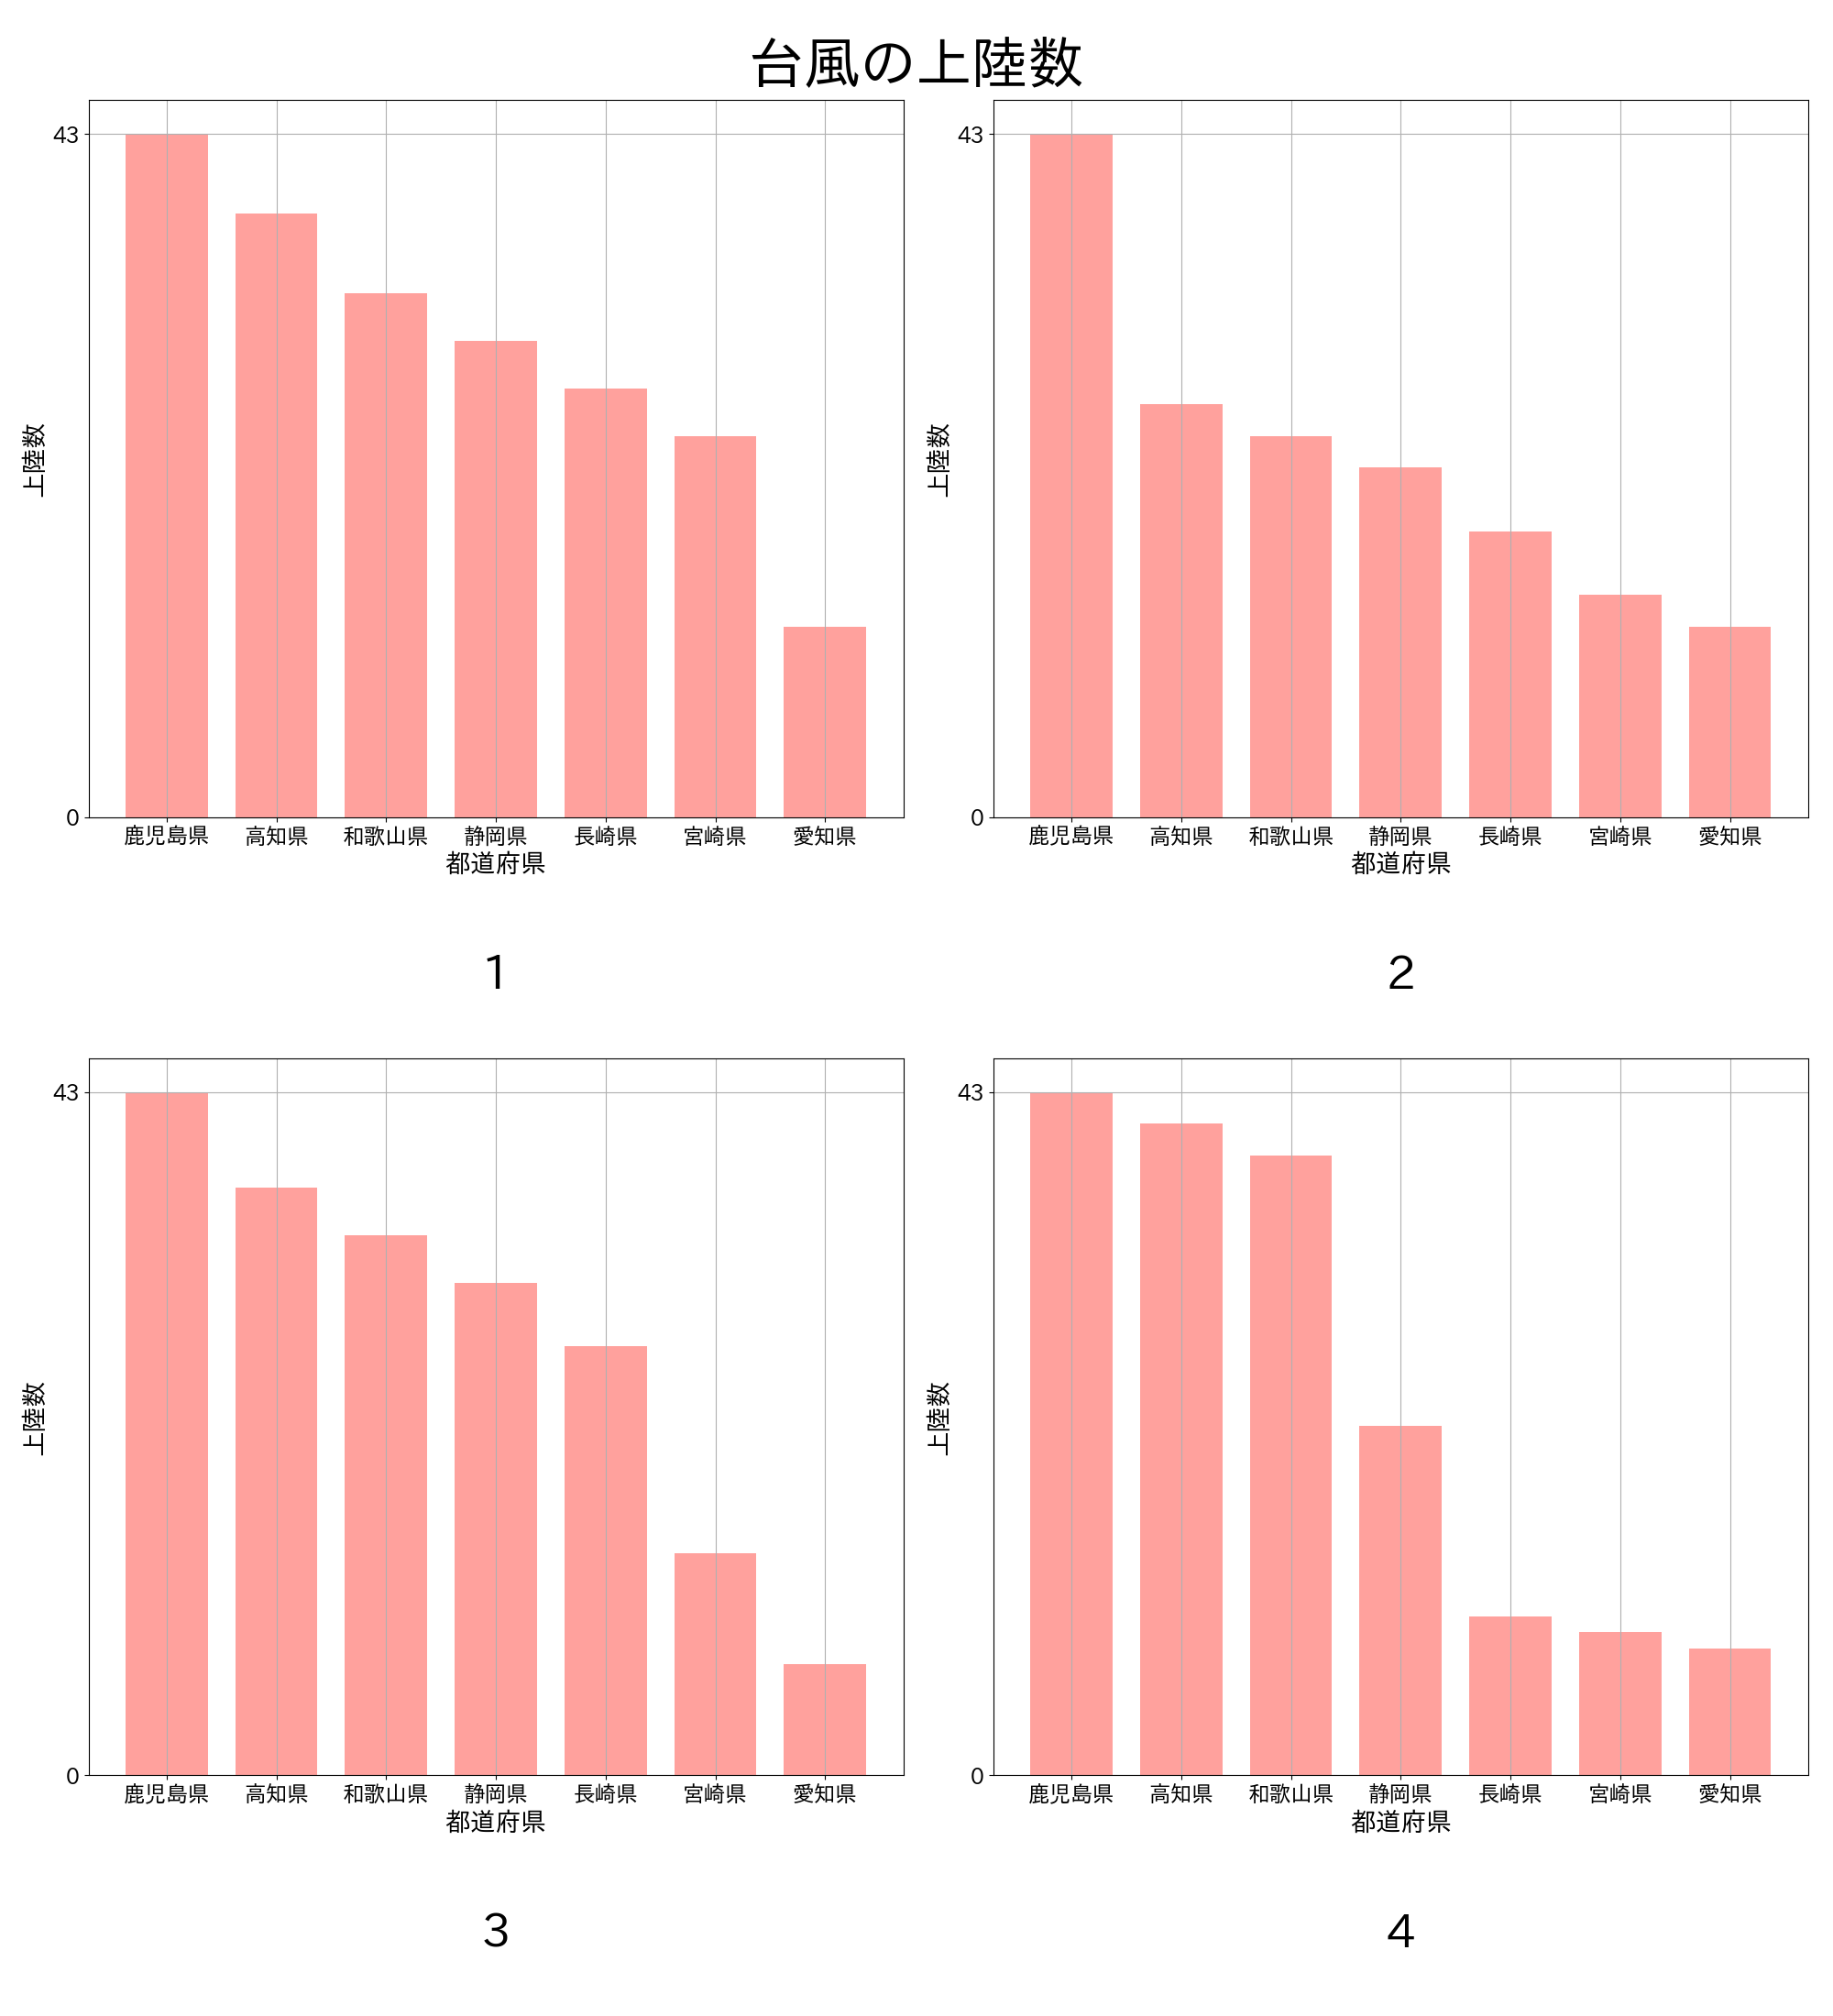 台風の上陸数
43
0
上陸数
鹿児島県 高知県 和歌山県 静岡県 長崎県 宮崎県 愛知県
都道府県
1
43
0
上陸数
鹿児島県 高知県 和歌山県 静岡県 長崎県 宮崎県 愛知県
都道府県
2
43
0
上陸数
鹿児島県 高知県 和歌山県 静岡県 長崎県 宮崎県 愛知県
都道府県
3
43
0
上陸数
鹿児島県 高知県 和歌山県 静岡県 長崎県 宮崎県 愛知県
都道府県
4